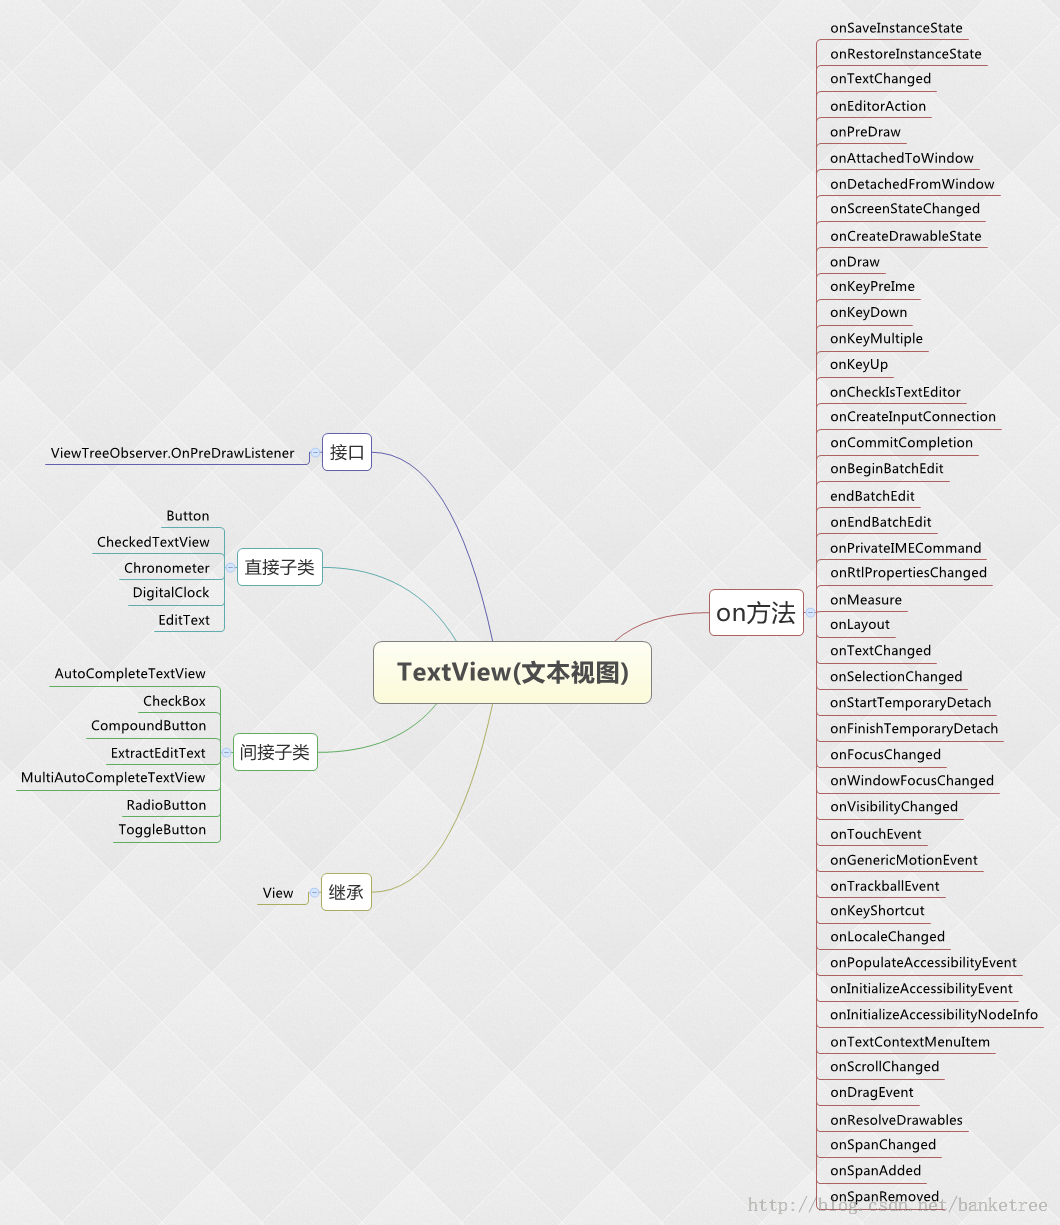 TextView(文本视图)
接口
ViewTreeObserver.OnPreDrawListener
直接子类
Button
CheckedTextView
Chronometer
DigitalClock
EditText
间接子类
AutoCompleteTextView
CheckBox
CompoundButton
ExtractEditText
MultiAutoCompleteTextView
RadioButton
ToggleButton
继承
View
on方法
onSaveInstanceState
onRestoreInstanceState
onTextChanged
onEditorAction
onPreDraw
onAttachedToWindow
onDetachedFromWindow
onScreenStateChanged
onCreateDrawableState
onDraw
onKeyPreIme
onKeyDown
onKeyMultiple
onKeyUp
onCheckIsTextEditor
onCreateInputConnection
onCommitCompletion
onBeginBatchEdit
endBatchEdit
onEndBatchEdit
onPrivateIMECommand
onRtlPropertiesChanged
onMeasure
onLayout
onTextChanged
onSelectionChanged
onStartTemporaryDetach
onFinishTemporaryDetach
onFocusChanged
onWindowFocusChanged
onVisibilityChanged
onTouchEvent
onGenericMotionEvent
onTrackballEvent
onKeyShortcut
onLocaleChanged
onPopulateAccessibilityEvent
onInitializeAccessibilityEvent
onInitializeAccessibilityNodeInfo
onTextContextMenuItem
onScrollChanged
onDragEvent
onResolveDrawables
onSpanChanged
onSpanAdded
onSpanRemoved
http://blog.csdn.net/banketree